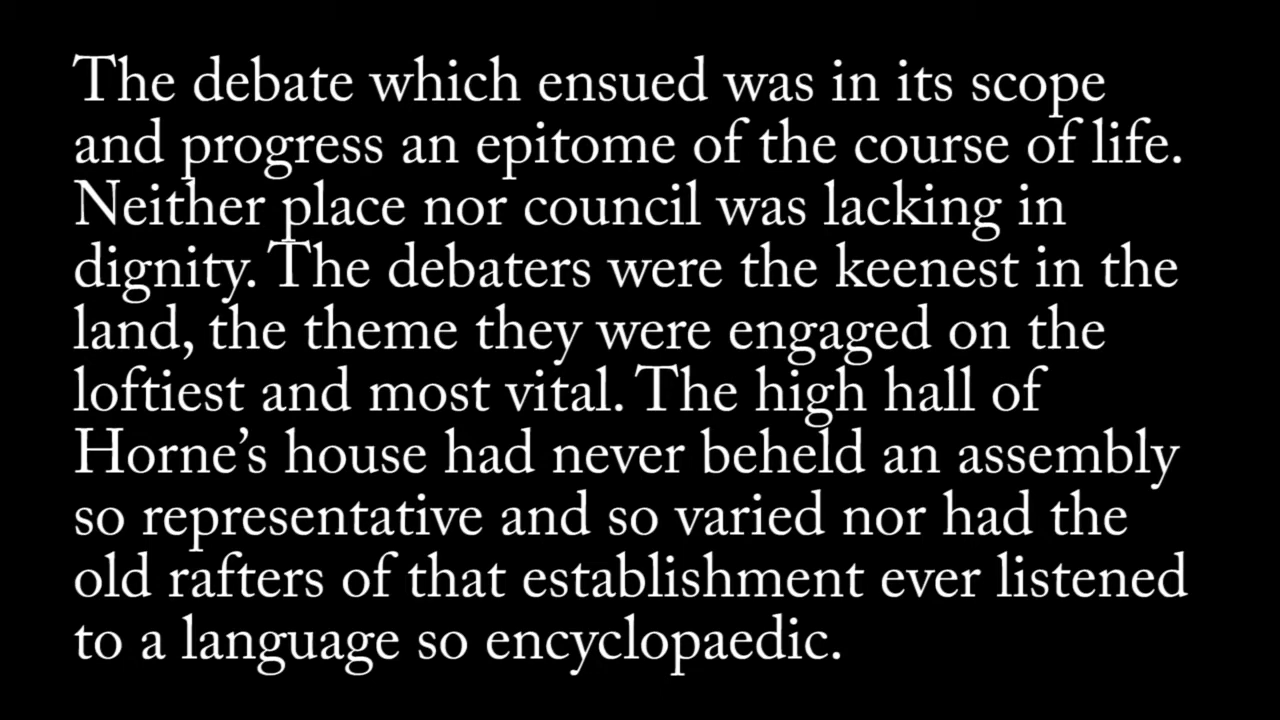 The debate which ensued was in its scope
and progress an epitome of the course of life.
Neither place nor council was lacking in
dignity. The debaters were the keenest in the
land, the theme they were engaged on the
loftiest and most vital. The high hall of
Horne’s house had never beheld an assembly
so representative and so varied nor had the
old rafters of that establishment ever listened
to a language so encyclopaedic.